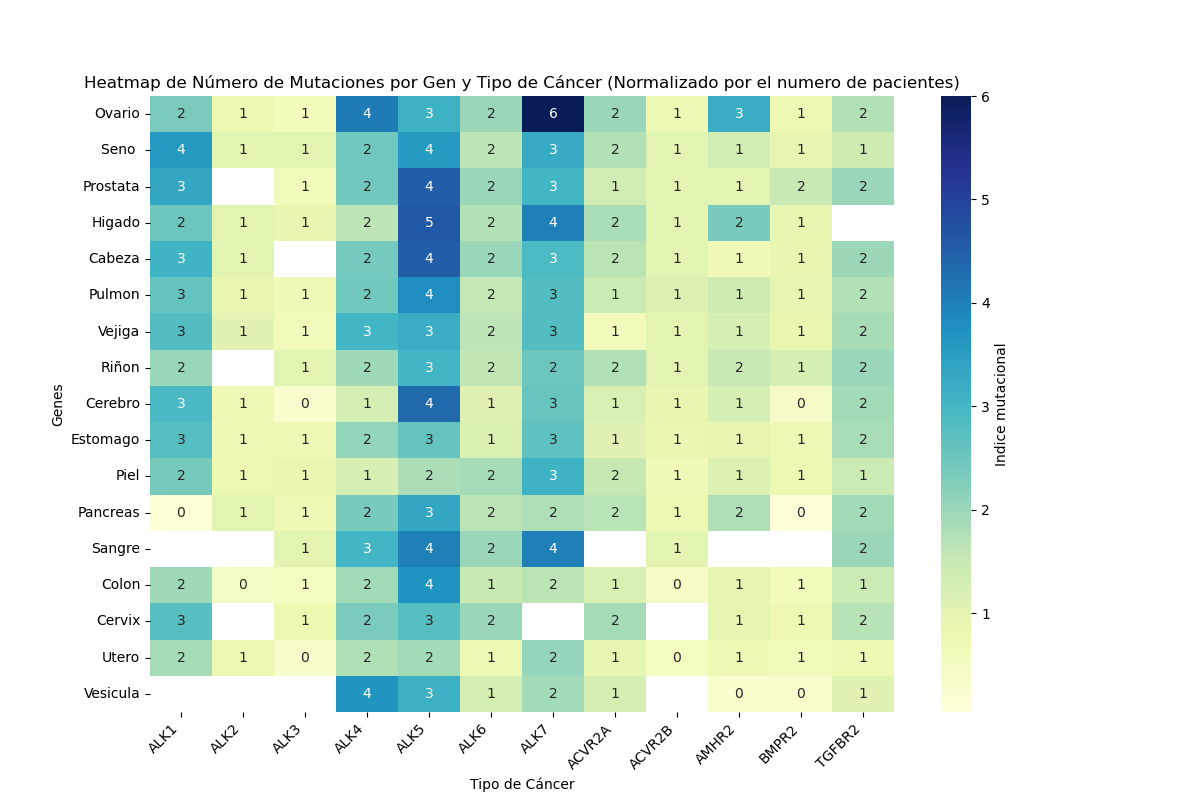 Heatmap de Número de Mutaciones por Gen y Tipo de Cáncer (Normalizado por el numero de pacientes)
Ovario 2 1 1 4 3 2 6 2 1 3 1 2
Seno 4 1 1 2 4 2 3 2 1 1 1 1
Prostata 3 1 2 4 2 3 1 1 1 2 2
Higado 2 1 1 2 5 2 4 2 1 2 1
Cabeza 3 1 2 4 2 3 2 1 1 1 2
Pulmon 3 1 1 2 4 2 3 1 1 1 1 2
Vejiga 3 1 1 3 3 2 3 1 1 1 1 2
Riñon 2 1 2 3 2 2 2 1 2 1 2
Cerebro 3 1 0 1 4 1 3 1 1 1 0 2
Estomago 3 1 1 2 3 1 3 1 1 1 1 2
Piel 2 1 1 1 2 2 3 2 1 1 1 1
Pancreas 0 1 1 2 3 2 2 2 1 2 0 2
Sangre 1 3 4 2 4 1 2
Colon 2 0 1 2 4 1 2 1 0 1 1 1
Cervix 3 1 2 3 2 2 1 1 2
Utero 2 1 0 2 2 1 2 1 0 1 1 1
Vesicula 4 3 1 2 1 0 0 1
ALK1 ALK2 ALK3 ALK4 ALK5 ALK6 ALK7 ACVR2A ACVR2B AMHR2 BMPR2 TGFBR2
Tipo de Cáncer
Genes
6
5
4
3
2
1
Indice mutacional